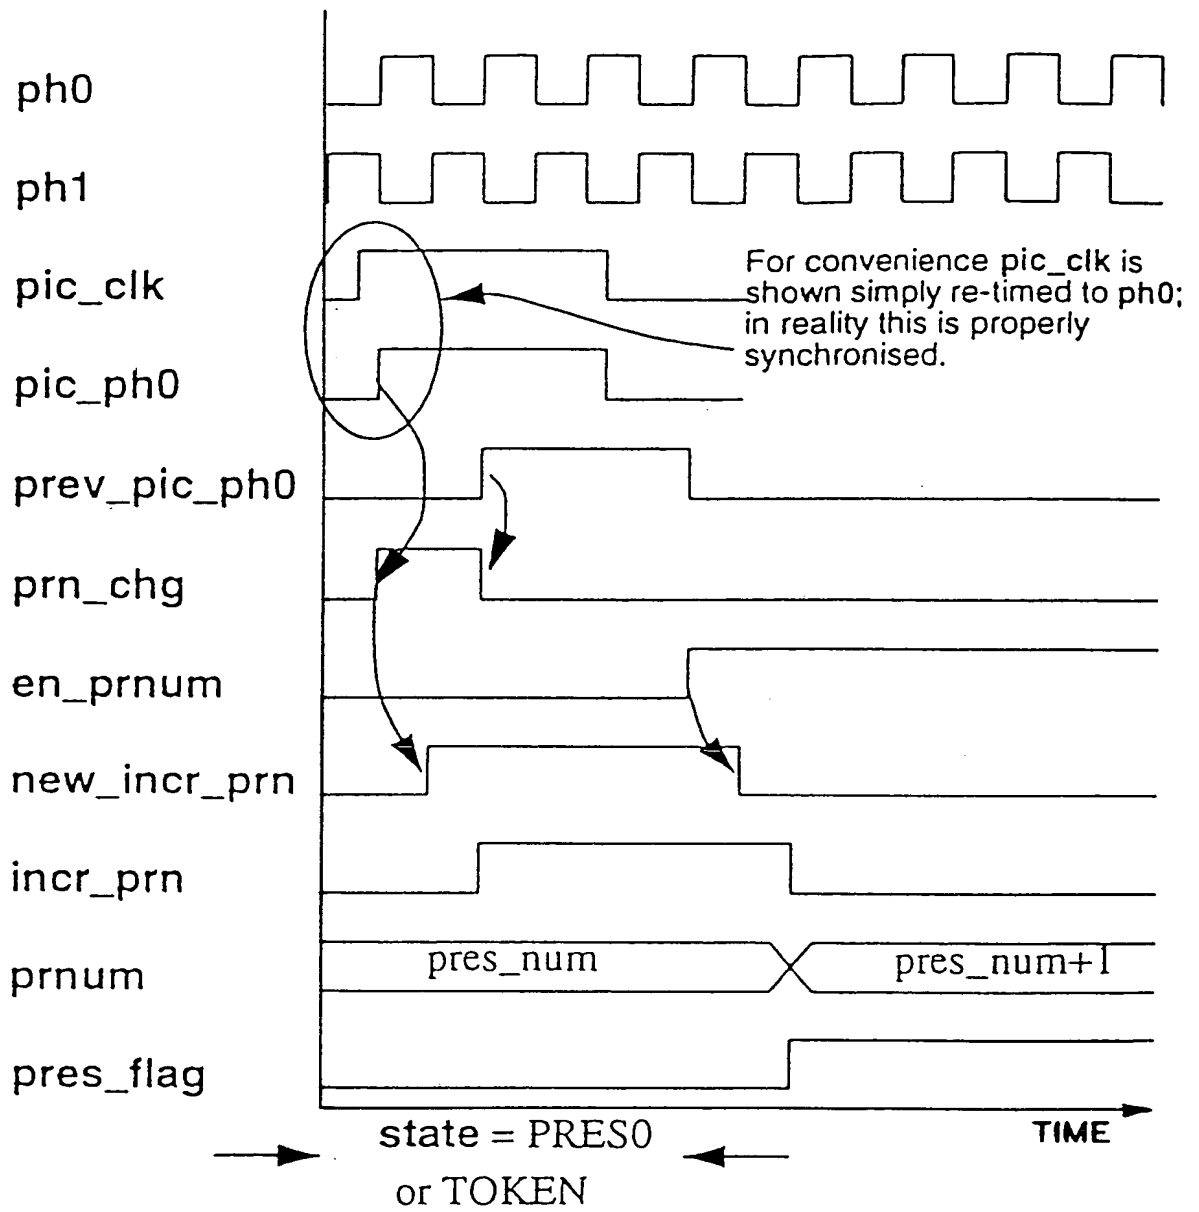 ph0
ph1
pic_clk
For convenience pic_clk is
shown simply re-timed to ph0;
in reality this is properly
synchronised.
pic_ph0
prev_pic_ph0
prn_chg
en_prnum
new_incr_prn
incr_prn
prnum
pres_num
pres_num+1
pres_flag
TIME
state = PRES0
or TOKEN